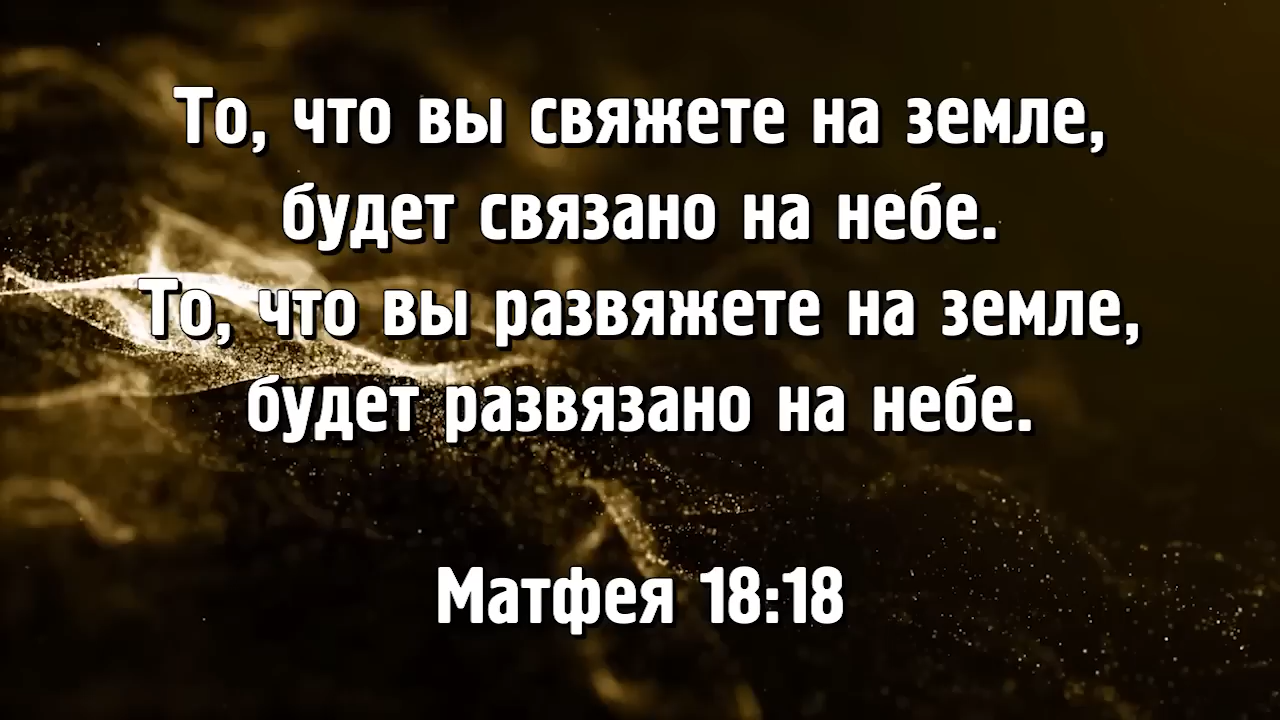 То, что вы свяжете на земле,
будет связано на небе.
То, что вы развяжете на земле,
будет развязано на небе.
Матфея 18:18